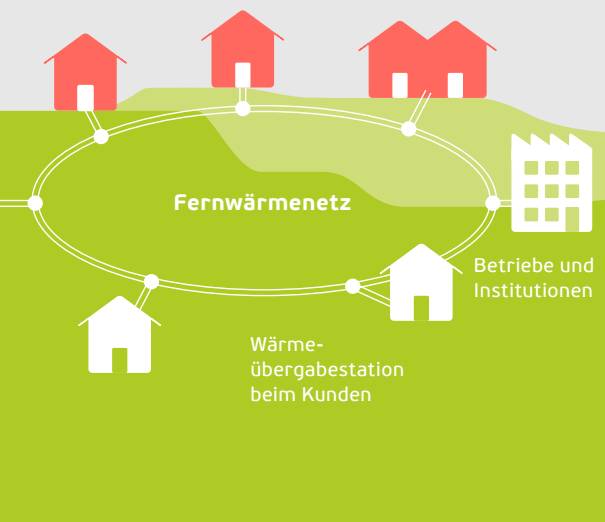 Fernwärmenetz
Betriebe und
Institutionen
Wärme-
übergabestation
beim Kunden